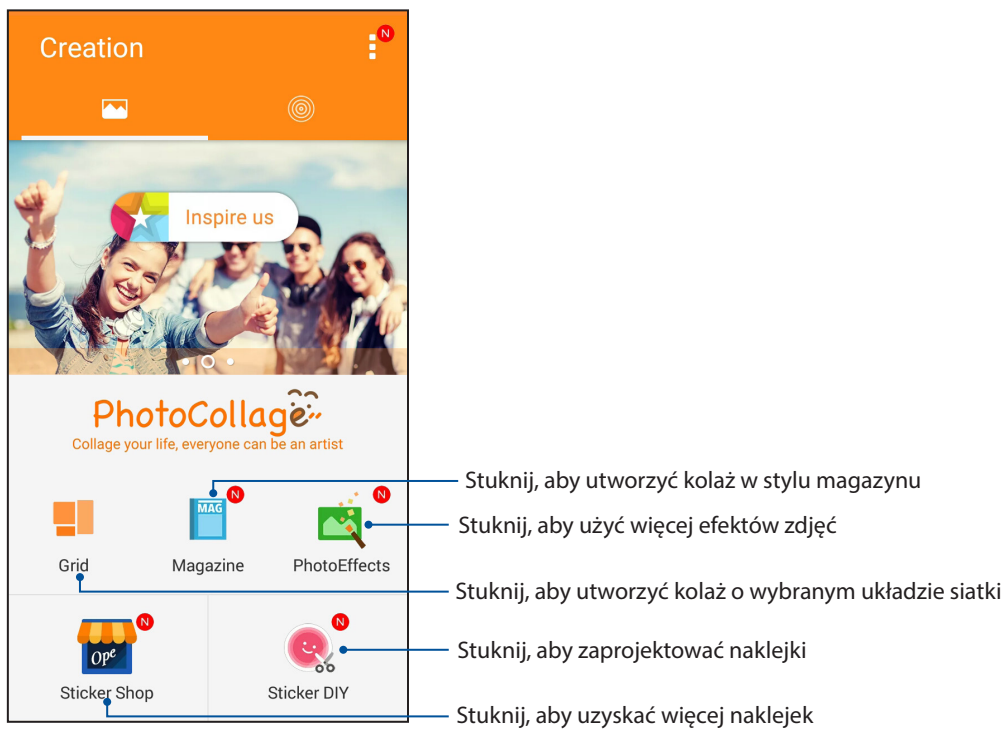 Creation
N
Inspire us
PhotoCollage
Collage your life, everyone can be an artist
Stuknij, aby utworzyć kolaż w stylu magazynu
N
MAG
N
Stuknij, aby użyć więcej efektów zdjęć
Grid
Magazine
PhotoEffects
Stuknij, aby utworzyć kolaż o wybranym układzie siatki
N
Ope
N
Stuknij, aby zaprojektować naklejki
Sticker Shop
Sticker DIY
Stuknij, aby uzyskać więcej naklejek